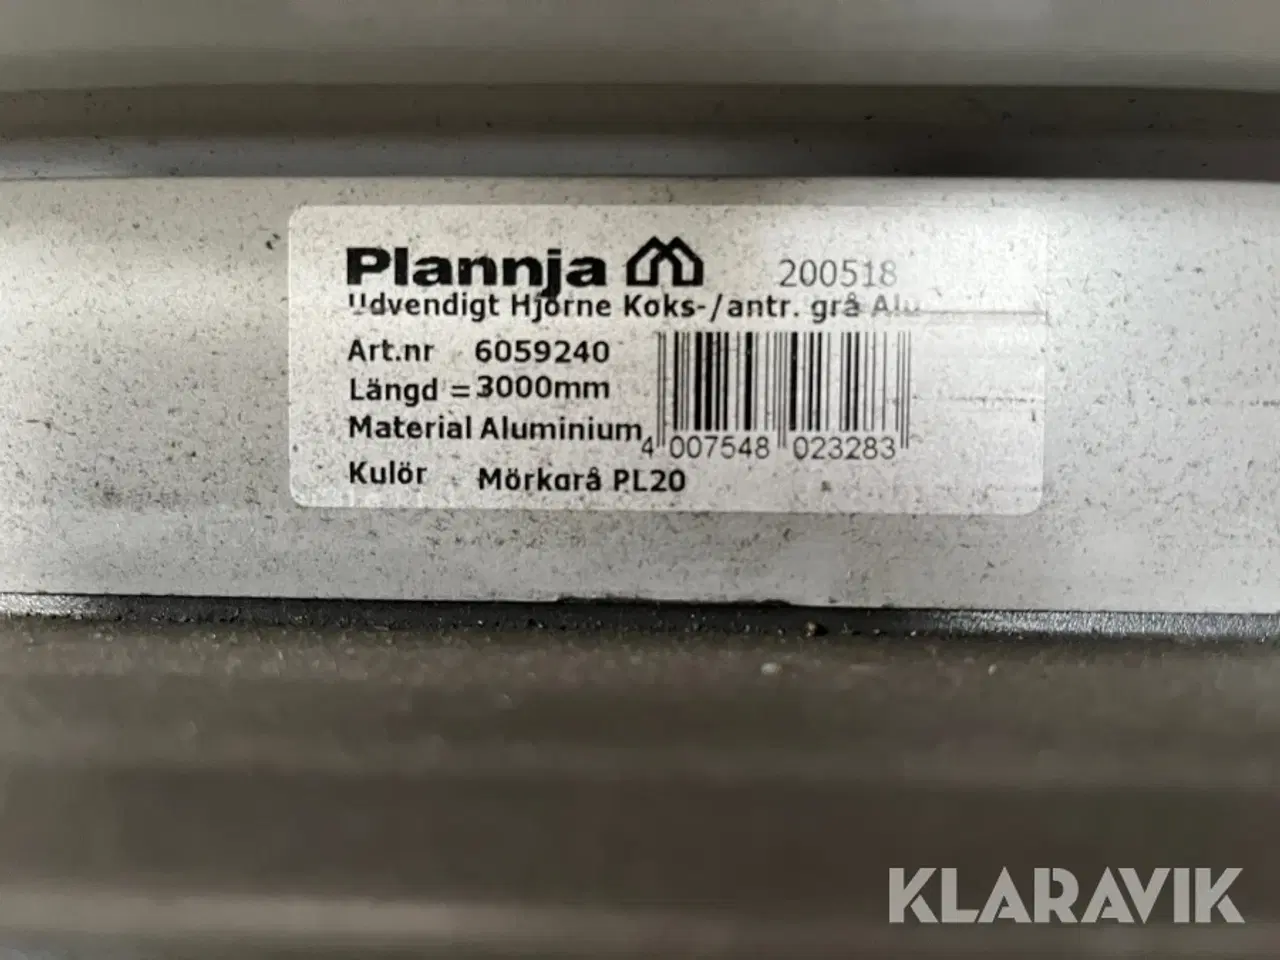 Plannja 200518
Udvendigt Hjørne Koks-/antr. grå Alu
Art.nr 6059240
Längd = 3000mm
Material Aluminium
4 007548 023283
Kulör Mörkgrå PL20
KLARAVIK